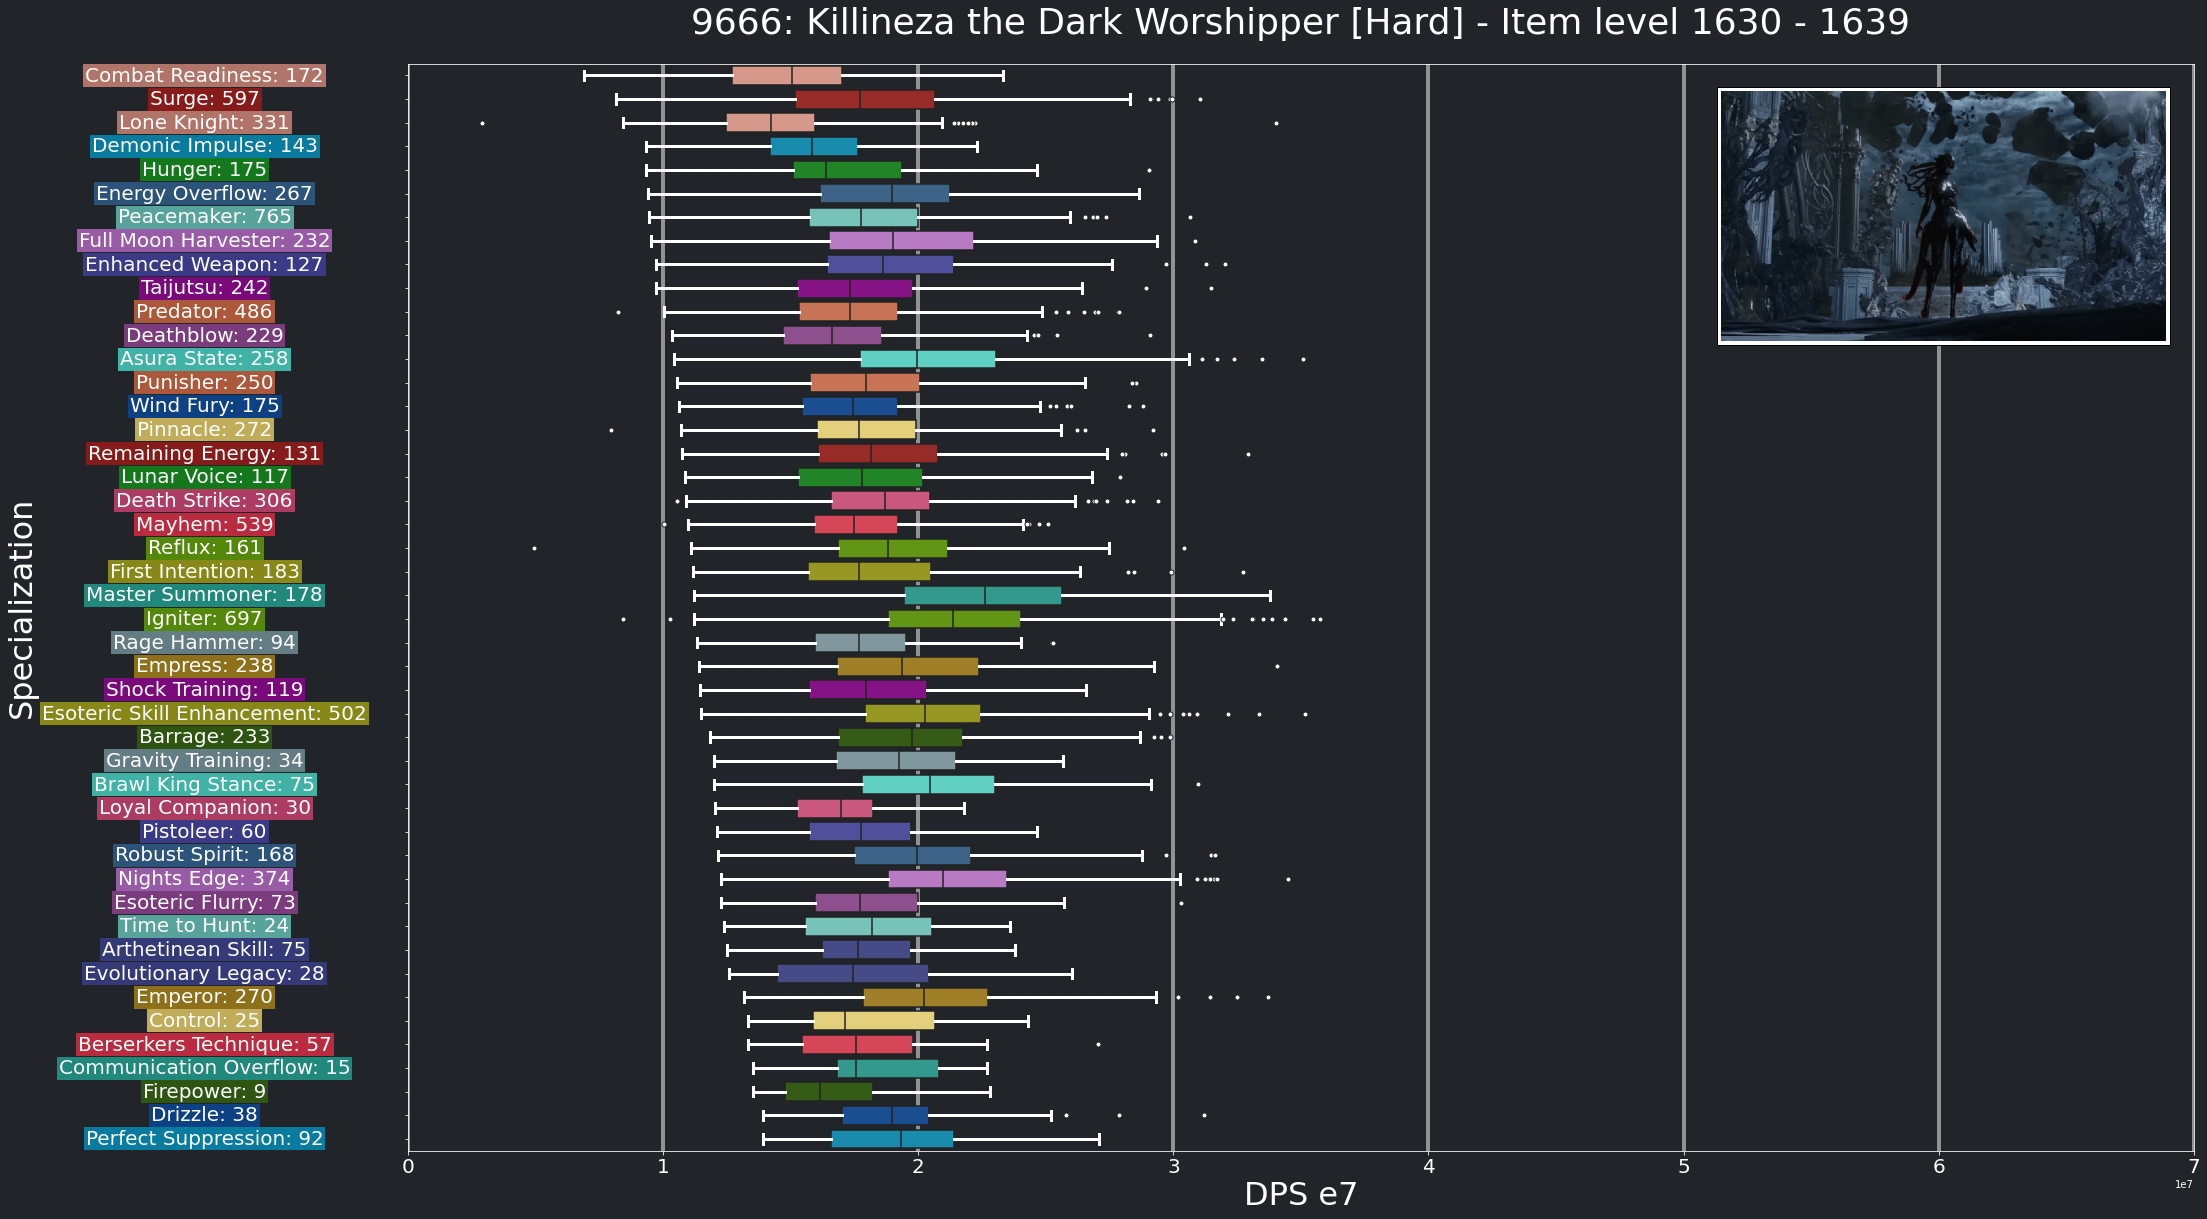 9666: Killineza the Dark Worshipper [Hard] - Item level 1630 - 1639
Combat Readiness: 172
Surge: 597
Lone Knight: 331
Demonic Impulse: 143
Hunger: 175
Energy Overflow: 267
Peacemaker: 765
Full Moon Harvester: 232
Enhanced Weapon: 127
Taijutsu: 242
Predator: 486
Deathblow: 229
Asura State: 258
Punisher: 250
Wind Fury: 175
Pinnacle: 272
Remaining Energy: 131
Lunar Voice: 117
Death Strike: 306
Mayhem: 539
Reflux: 161
First Intention: 183
Master Summoner: 178
Igniter: 697
Rage Hammer: 94
Empress: 238
Shock Training: 119
Esoteric Skill Enhancement: 502
Barrage: 233
Gravity Training: 34
Brawl King Stance: 75
Loyal Companion: 30
Pistoleer: 60
Robust Spirit: 168
Nights Edge: 374
Esoteric Flurry: 73
Time to Hunt: 24
Arthetinean Skill: 75
Evolutionary Legacy: 28
Emperor: 270
Control: 25
Berserkers Technique: 57
Communication Overflow: 15
Firepower: 9
Drizzle: 38
Perfect Suppression: 92
Specialization
0 1 2 3 4 5 6 7
DPS e7
1e7